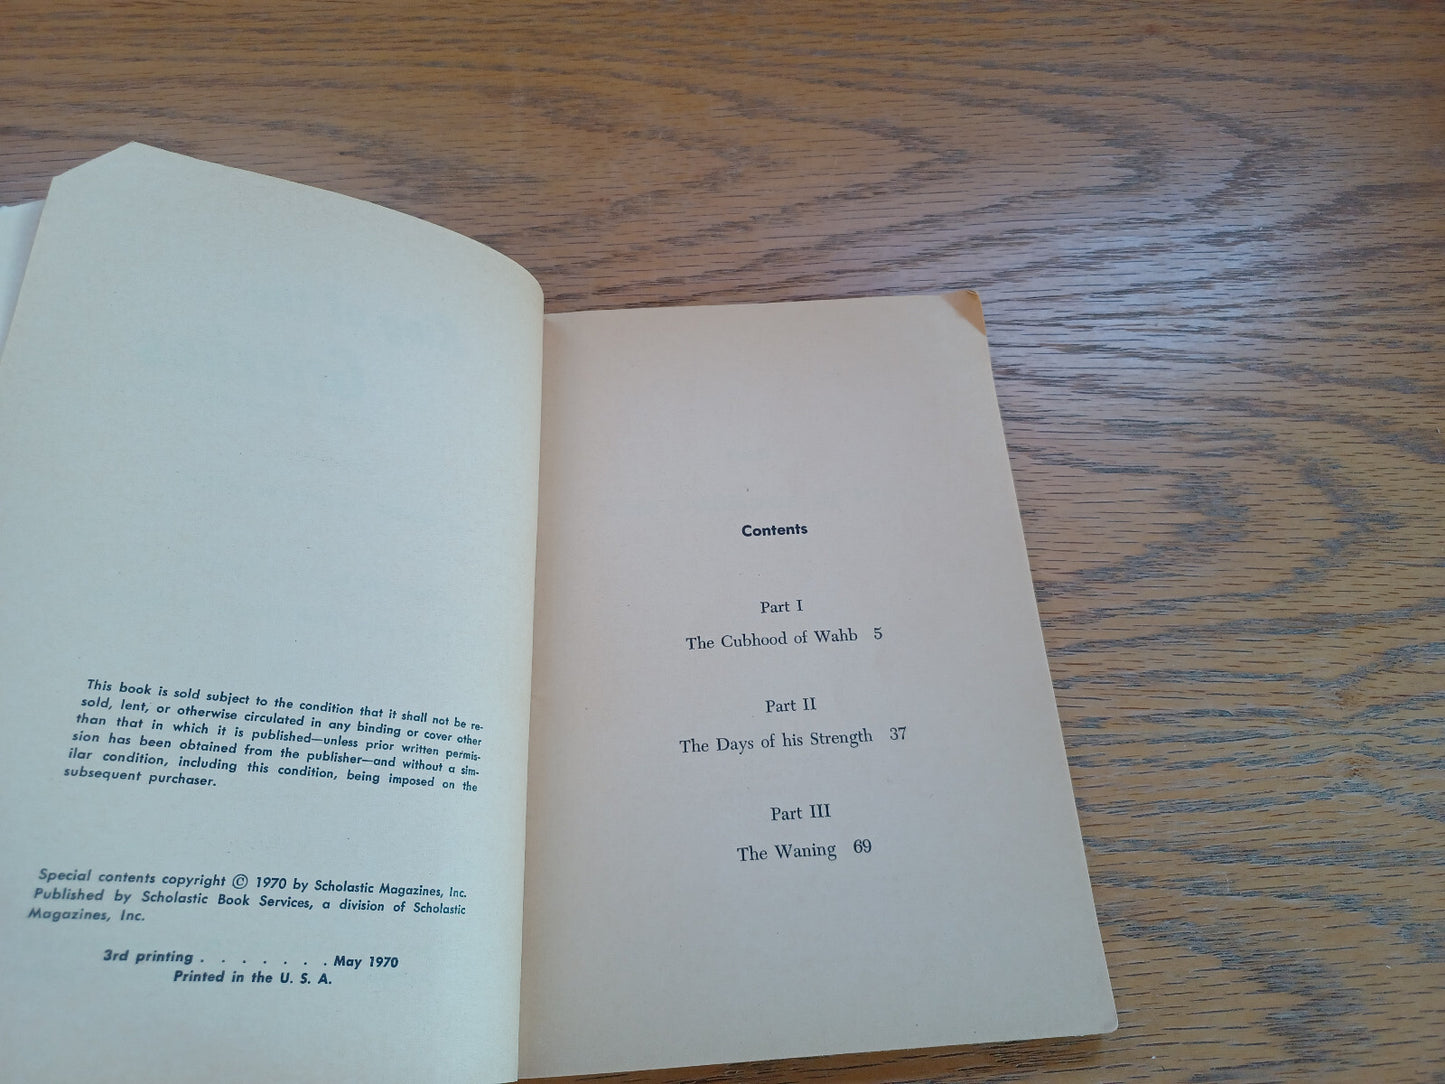 This book is sold subject to the condition that it shall not be re-
sold, lent, or otherwise circulated in any binding or cover other
than that in which it is published—unless prior written permis-
sion has been obtained from the publisher—and without a sim-
ilar condition, including this condition, being imposed on the
subsequent purchaser.
Special contents copyright © 1970 by Scholastic Magazines, Inc.
Published by Scholastic Book Services, a division of Scholastic
Magazines, Inc.
3rd printing . . . . . . . May 1970
Printed in the U. S. A.
Contents
Part I
The Cubhood of Wahb 5
Part II
The Days of his Strength 37
Part III
The Waning 69